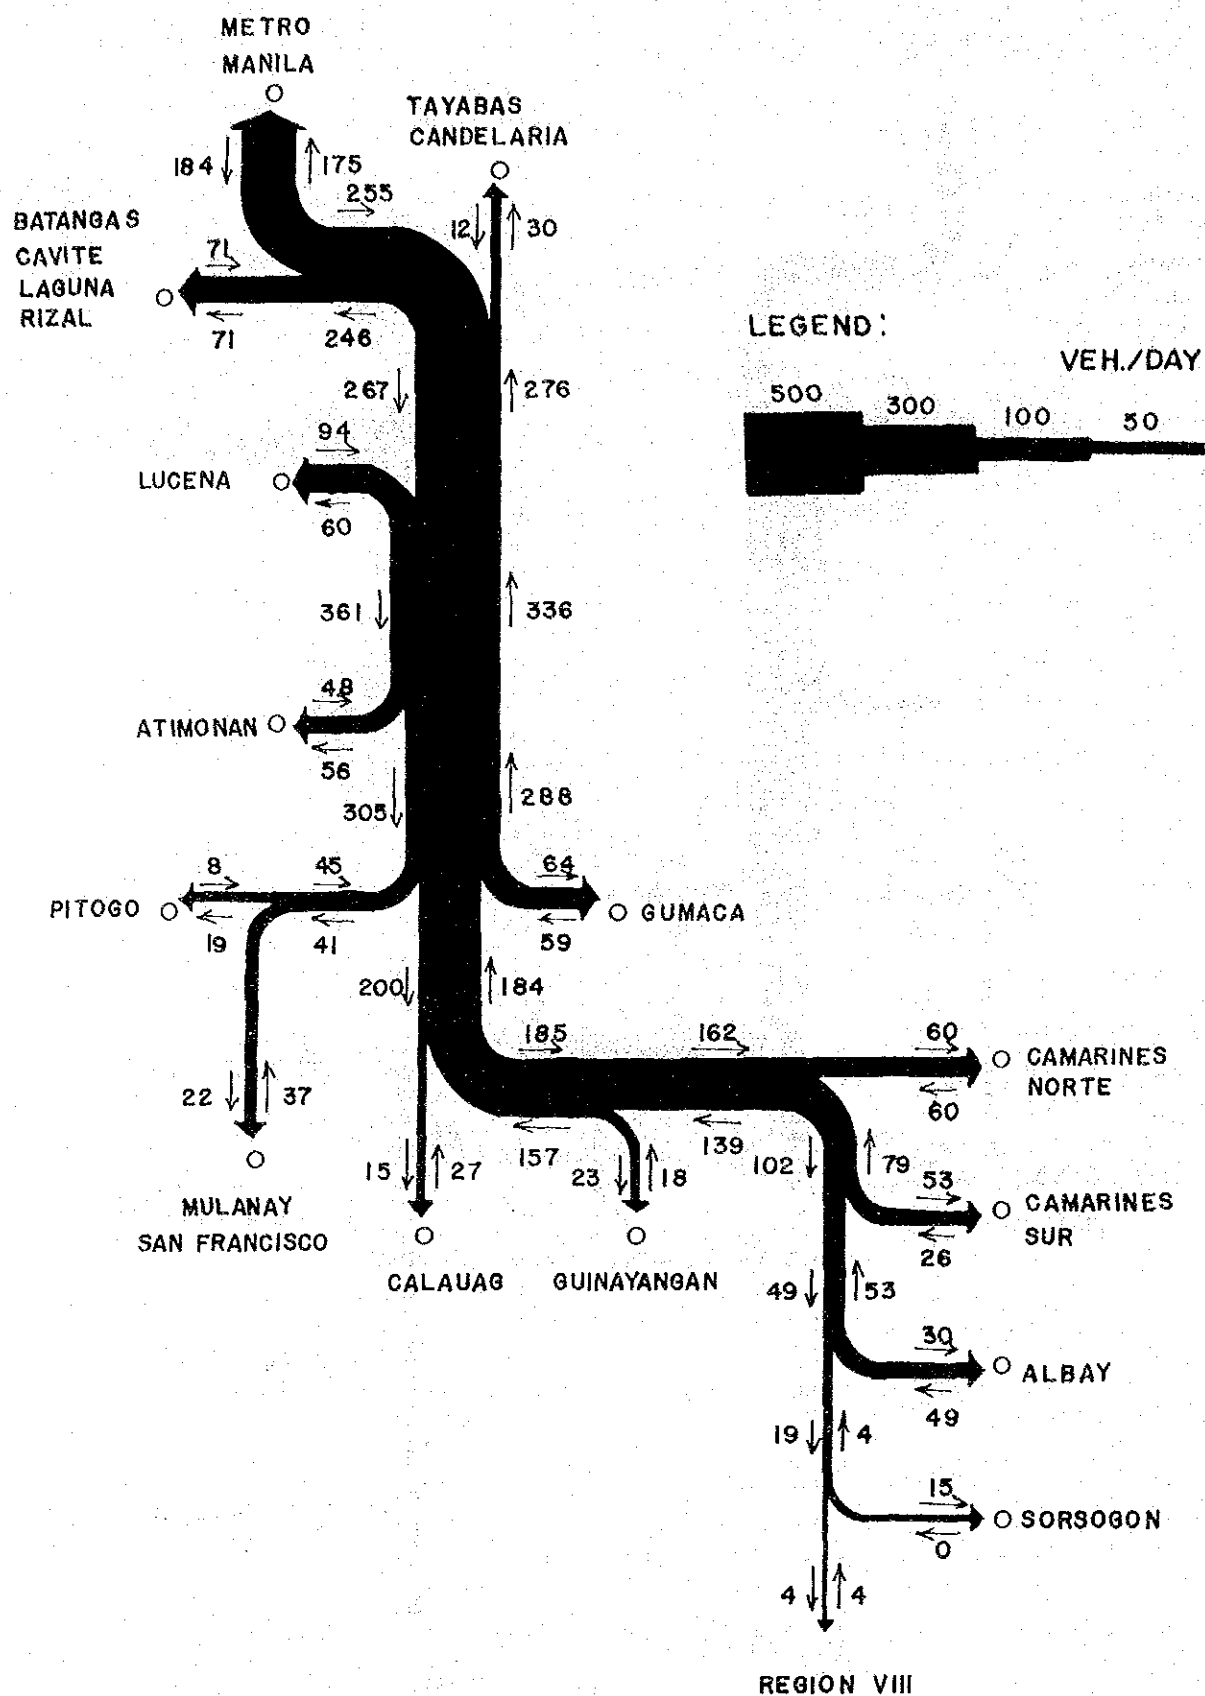 METRO
MANILA
TAYABAS
CANDELARIA
184
175
255
12
30
BATANGAS
CAVITE
LAGUNA
RIZAL
71
71
246
LEGEND:
VEH./DAY
500
300
100
50
267
276
94
LUCENA
60
361
336
48
ATIMONAN
56
305
288
8
45
64
PITOGO
GUMACA
19
41
59
200
184
185
162
60
CAMARINES
NORTE
60
22
37
15
27
157
23
18
139
102
79
53
CAMARINES
SUR
26
MULANAY
SAN FRANCISCO
CALAUAG
GUINAYANGAN
49
53
30
ALBAY
49
19
4
15
SORSOGON
0
4
4
REGION VIII